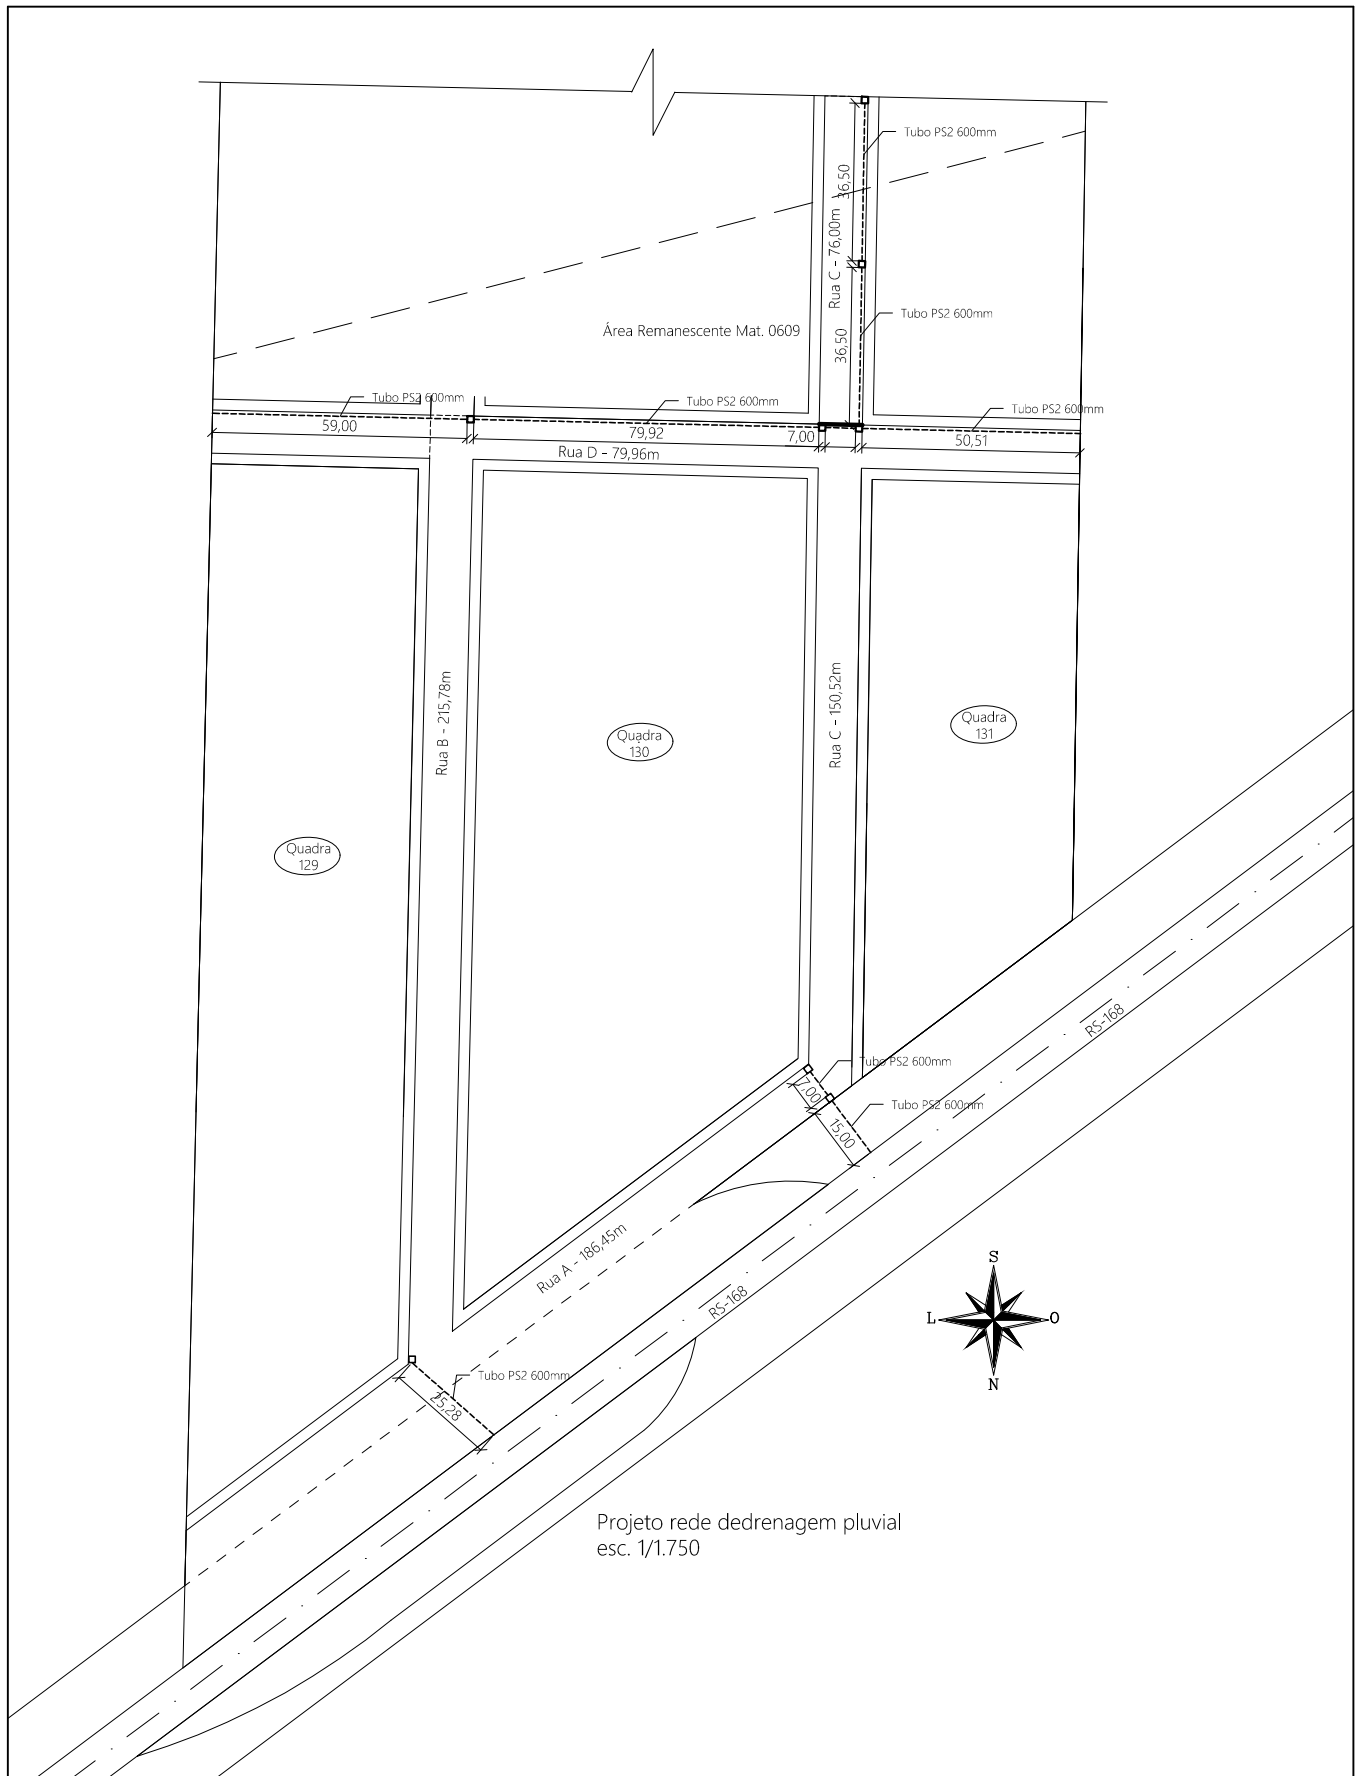 Tubo PS2 600mm
36,50
Rua C - 76,00m
Tubo PS2 600mm
36,50
Área Remanescente Mat. 0609
Tubo PS2 600mm
Tubo PS2 600mm
Tubo PS2 600mm
59,00
79,92
7,00
50,51
Rua D - 79,96m
Rua B - 215,78m
Rua C - 150,52m
Quadra
131
Quadra
130
Quadra
129
RS-168
Tubo PS2 600mm
7,00
Tubo PS2 600mm
15,00
Rua A - 186,45m
RS-168
S
L
O
N
Tubo PS2 600mm
25,28
Projeto rede dedrenagem pluvial
esc. 1/1.750